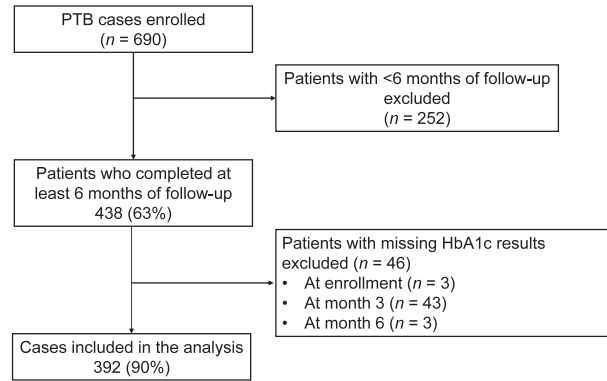 PTB cases enrolled
(n = 690)
Patients with <6 months of follow-up
excluded
(n = 252)
Patients who completed at
least 6 months of follow-up
438 (63%)
Patients with missing HbA1c results
excluded (n = 46)
• At enrollment (n = 3)
• At month 3 (n = 43)
• At month 6 (n = 3)
Cases included in the analysis
392 (90%)